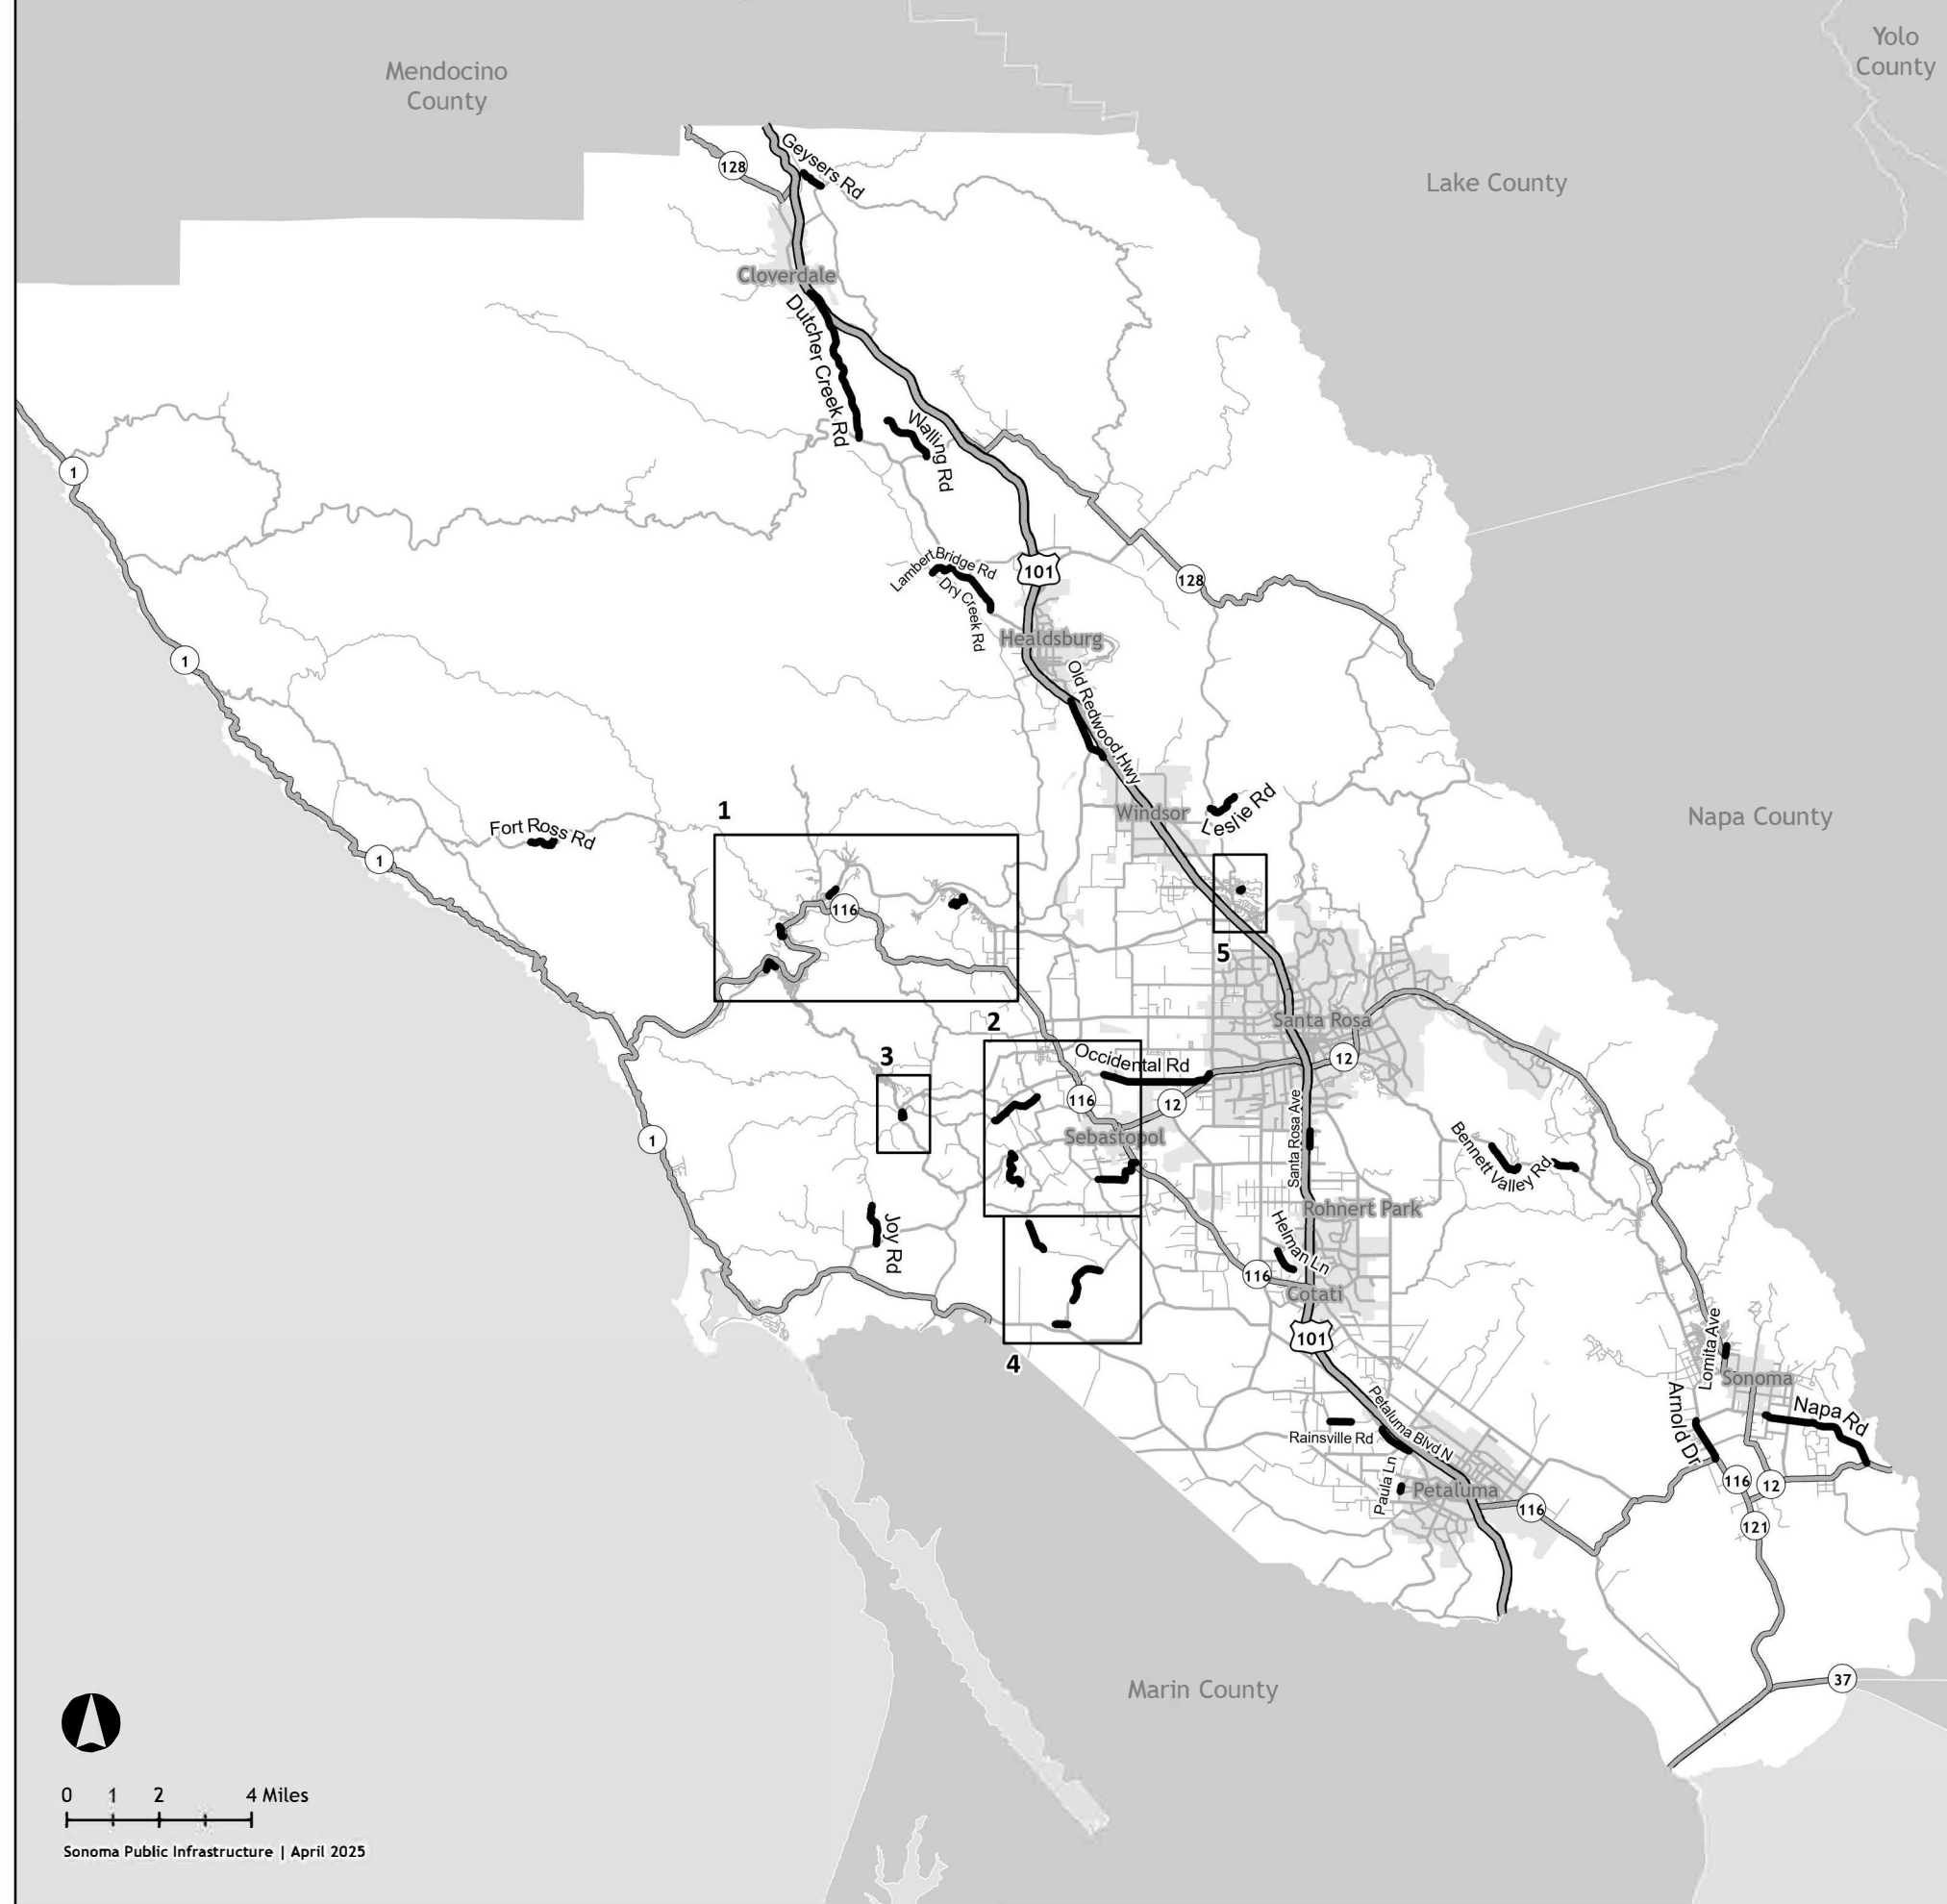 Mendocino
County
Yolo
County
Lake County
128
Geysers Rd
Cloverdale
Dutcher Creek Rd
Walling Rd
1
101
128
Lambert Bridge Rd
Dry Creek Rd
Healdsburg
1
Old Redwood Hwy
Windsor
Leslie Rd
Napa County
1
Fort Ross Rd
1
116
5
Santa Rosa
2
Occidental Rd
12
3
116
12
Sebastopol
1
Santa Rosa Ave
Bennett Valley Rd
Rohnert Park
Joy Rd
Helman Ln
116
Cotati
101
4
Lomita Ave
Sonoma
Petaluma Blvd N
Arnold Dr
Napa Rd
Rainsville Rd
Paula Ln
Petaluma
116
116
12
121
Marin County
37
0 1 2 4 Miles
Sonoma Public Infrastructure | April 2025